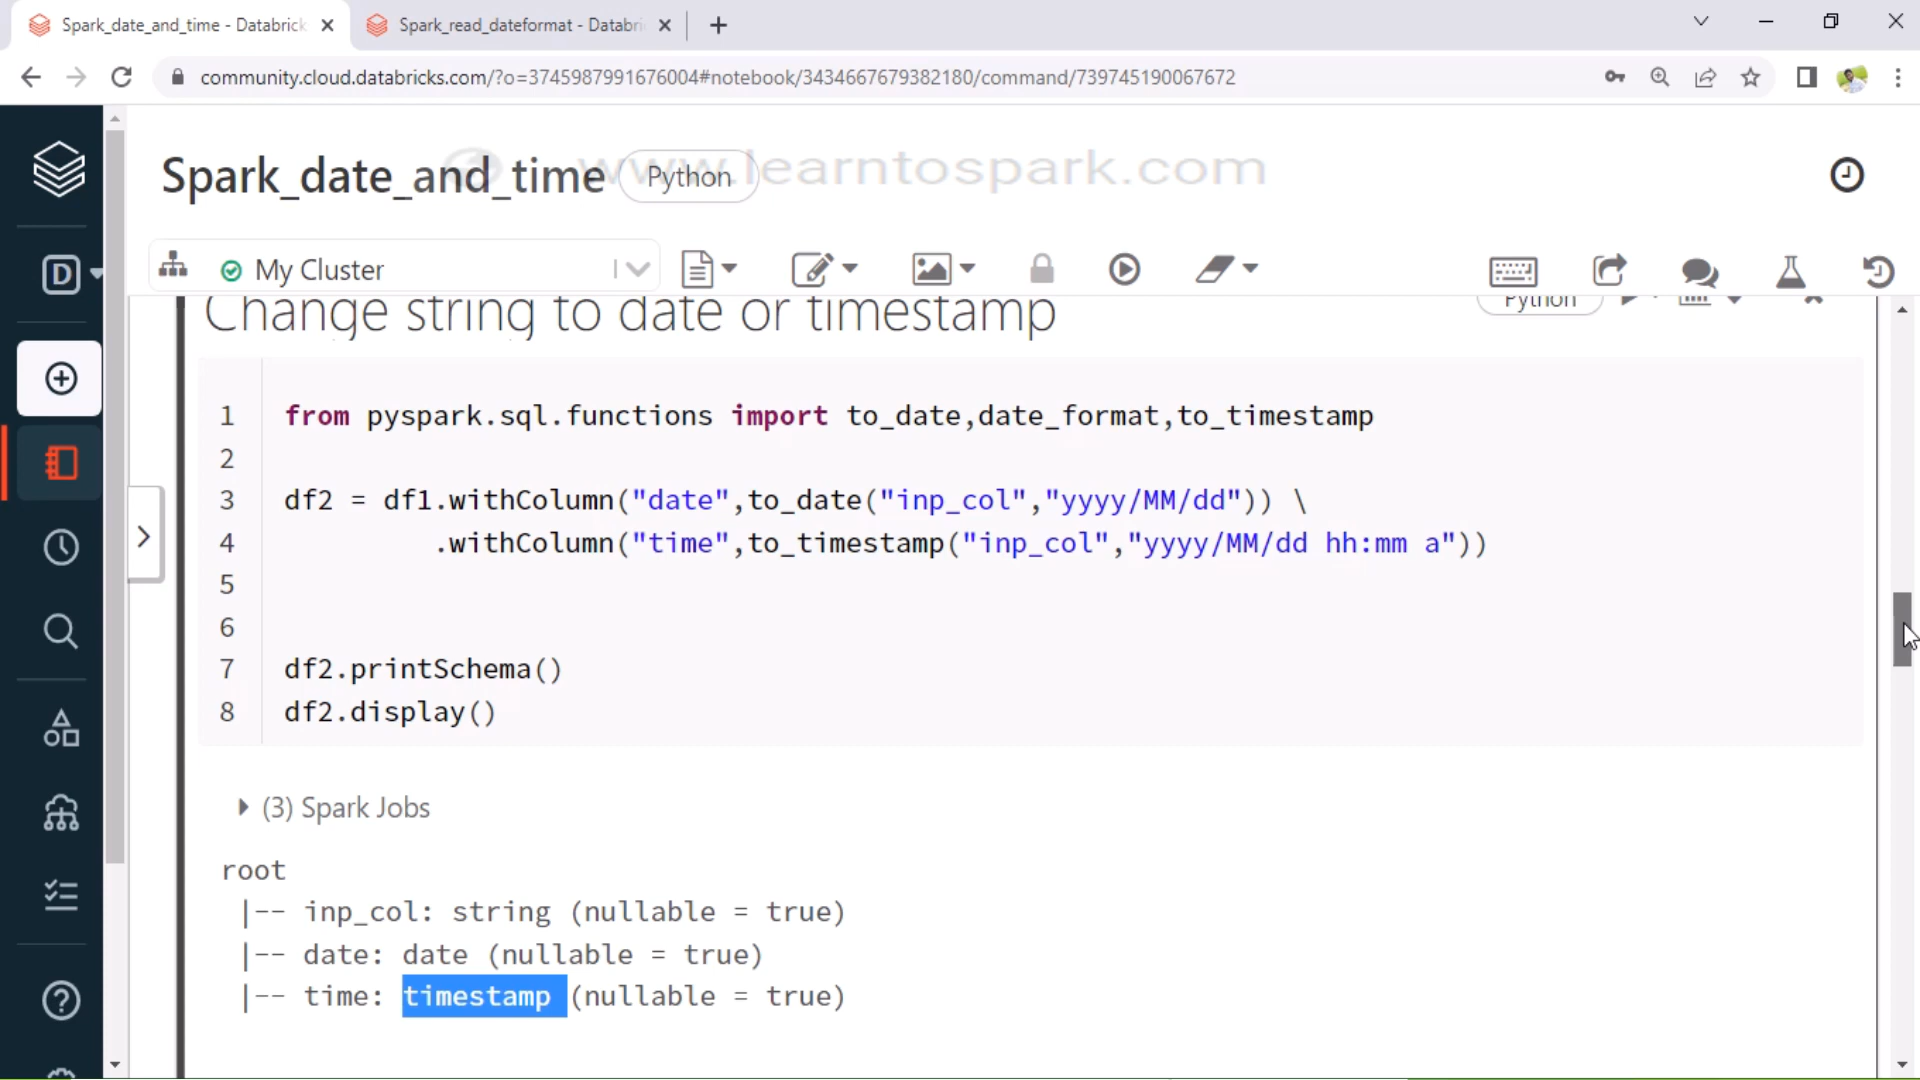 Spark_date_and_time - Databrick
Spark_read_dateformat - Databri
community.cloud.databricks.com/?o=3745987991676004#notebook/3434667679382180/command/739745190067672
www.learntospark.com
Spark_date_and_time
Python
D
My Cluster
Change string to date or timestamp
Python
1 from pyspark.sql.functions import to_date,date_format,to_timestamp
2
3 df2 = df1.withColumn("date",to_date("inp_col","yyyy/MM/dd")) \
4 .withColumn("time",to_timestamp("inp_col","yyyy/MM/dd hh:mm a"))
5
6
7 df2.printSchema()
8 df2.display()
(3) Spark Jobs
root
|-- inp_col: string (nullable = true)
|-- date: date (nullable = true)
|-- time: timestamp (nullable = true)